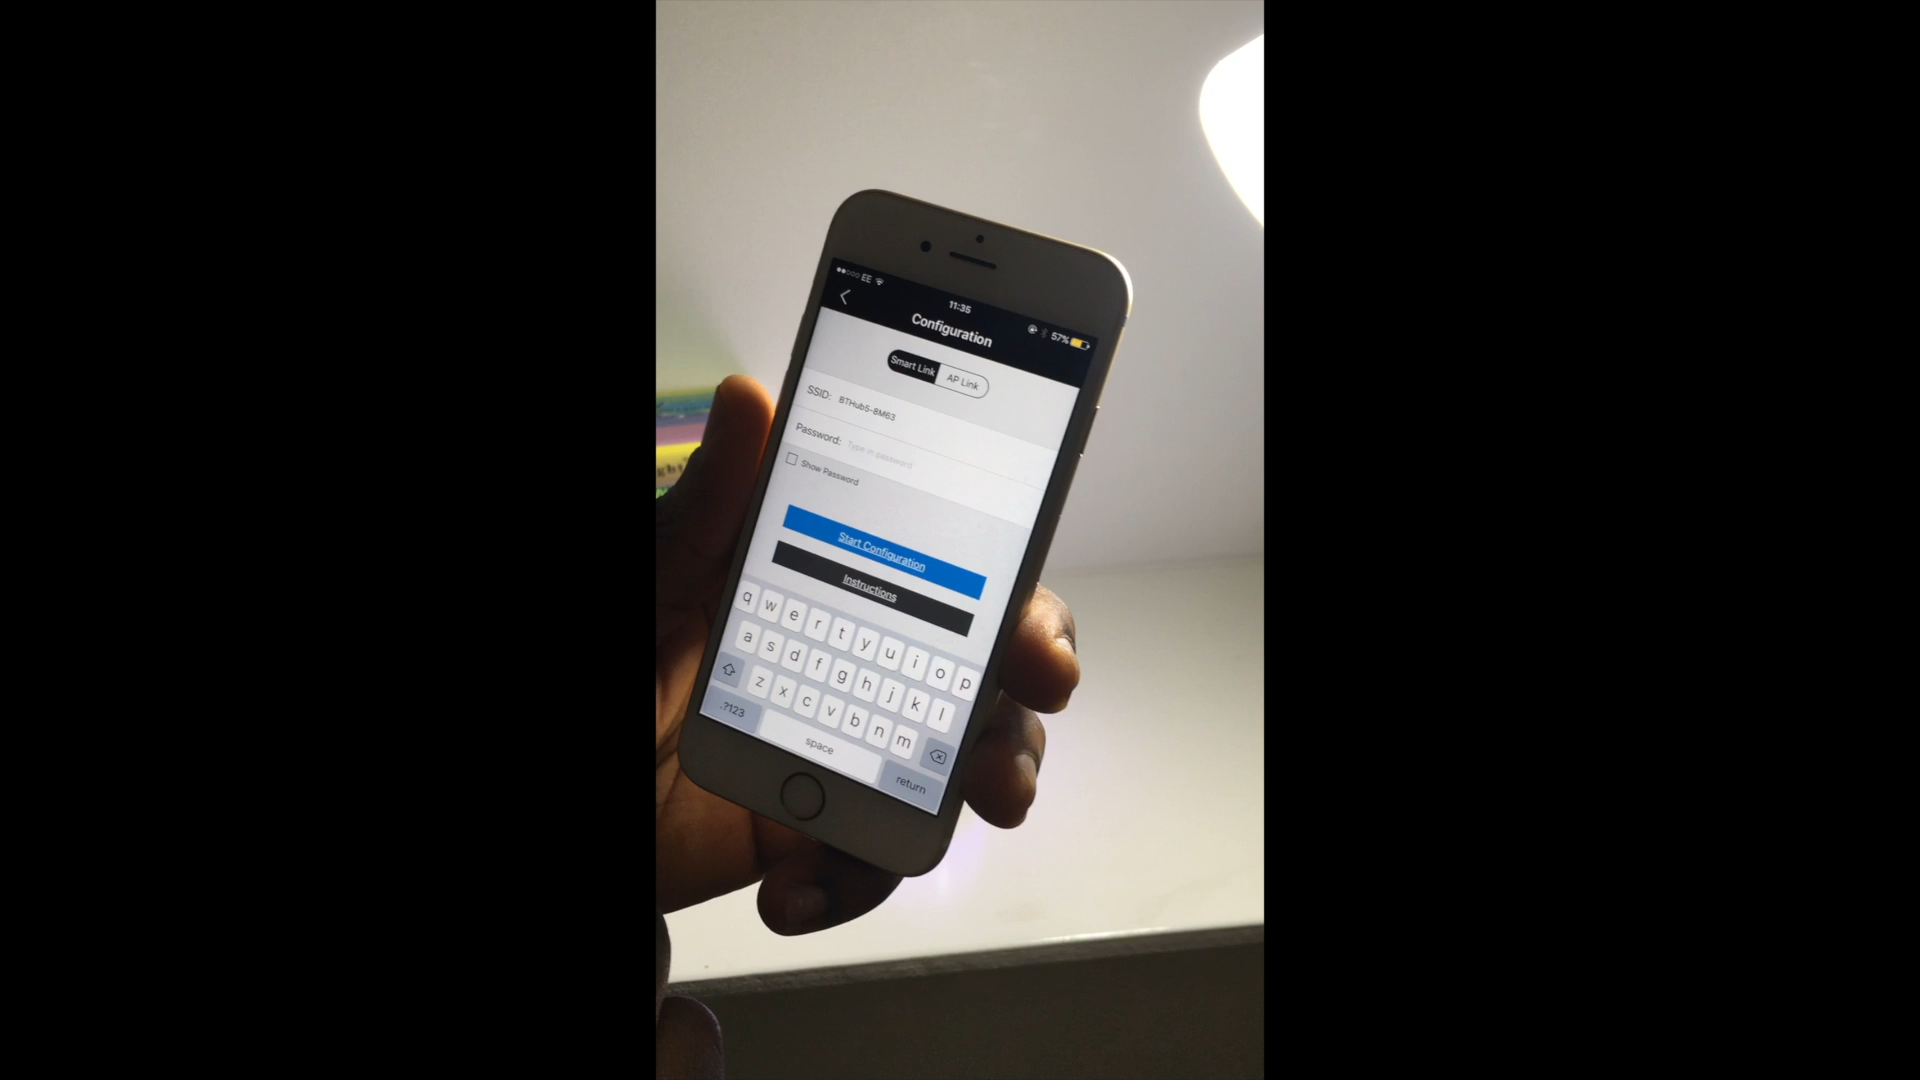 EE
11:35
57%
Configuration
Smart Link
AP Link
SSID: BTHub5-8M63
Password: Type in password
Show Password
Start Configuration
Instructions
q w e r t y u i o p
a s d f g h j k l
z x c v b n m
.?123
space
return